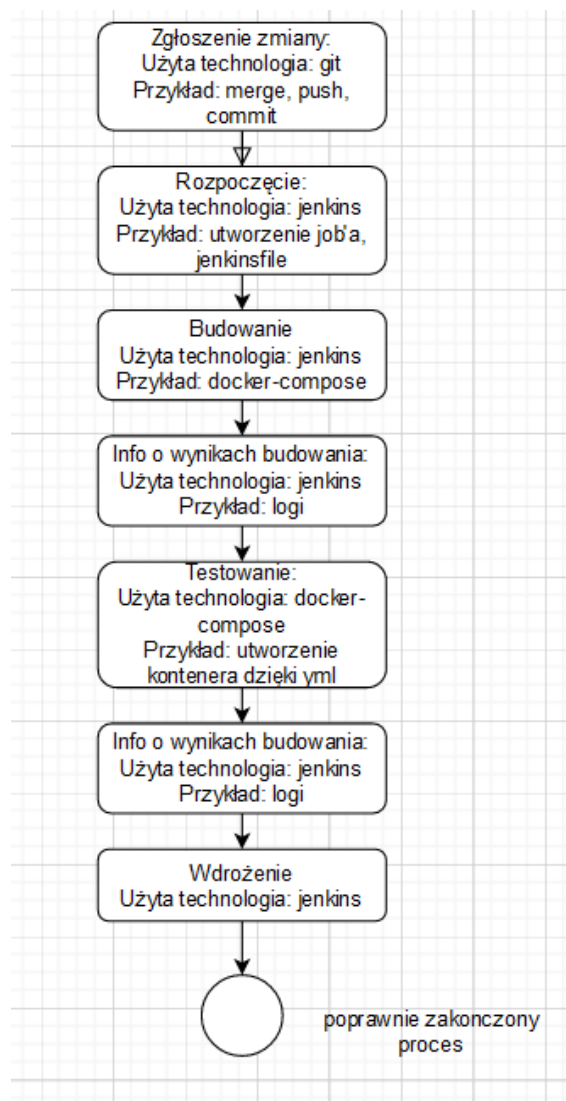 Zgłoszenie zmiany:
Użyta technologia: git
Przykład: merge, push,
commit
Rozpoczęcie:
Użyta technologia: jenkins
Przykład: utworzenie job'a,
jenkinsfile
Budowanie
Użyta technologia: jenkins
Przykład: docker-compose
Info o wynikach budowania:
Użyta technologia: jenkins
Przykład: logi
Testowanie:
Użyta technologia: docker-
compose
Przykład: utworzenie
kontenera dzięki yml
Info o wynikach budowania:
Użyta technologia: jenkins
Przykład: logi
Wdrożenie
Użyta technologia: jenkins
poprawnie zakonczony
proces